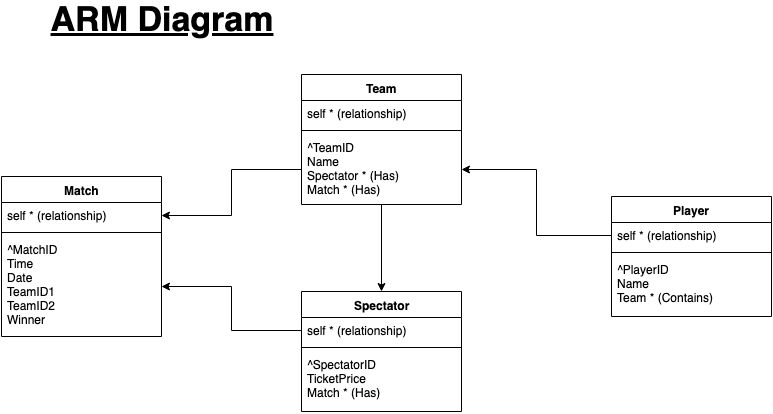 ARM Diagram
Team
self * (relationship)
^TeamID
Name
Spectator * (Has)
Match * (Has)
Match
self * (relationship)
^MatchID
Time
Date
TeamID1
TeamID2
Winner
Player
self * (relationship)
^PlayerID
Name
Team * (Contains)
Spectator
self * (relationship)
^SpectatorID
TicketPrice
Match * (Has)